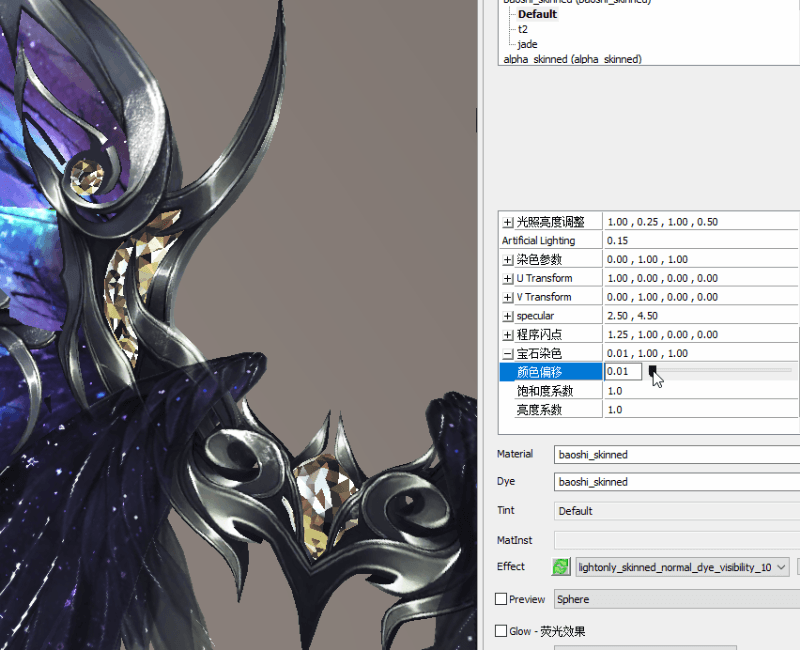 baoshi_skinned (baoshi_skinned)
Default
t2
jade
alpha_skinned (alpha_skinned)
光照亮度调整 1.00 , 0.25 , 1.00 , 0.50
Artificial Lighting 0.15
染色参数 0.00 , 1.00 , 1.00
U Transform 1.00 , 0.00 , 0.00 , 0.00
V Transform 0.00 , 1.00 , 0.00 , 0.00
specular 2.50 , 4.50
程序闪点 1.25 , 1.00 , 0.00 , 0.00
宝石染色 0.01 , 1.00 , 1.00
颜色偏移 0.01
饱和度系数 1.0
亮度系数 1.0
Material baoshi_skinned
Dye baoshi_skinned
Tint Default
MatInst
Effect lightonly_skinned_normal_dye_visibility_10
Preview Sphere
Glow - 荧光效果